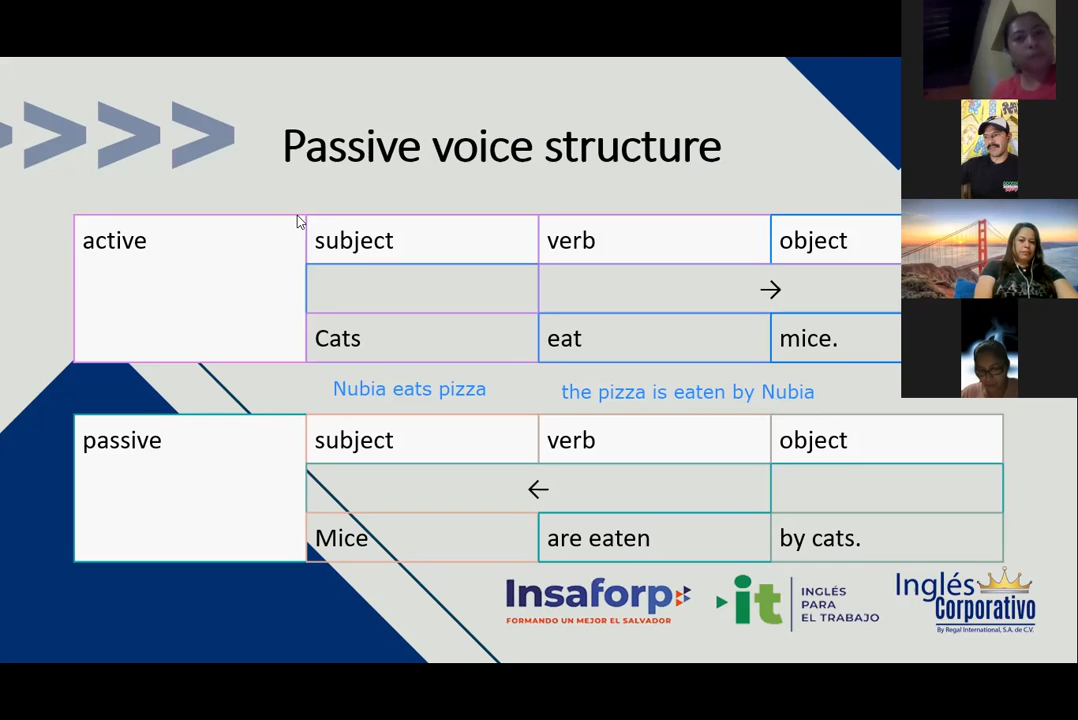 Passive voice structure
active subject verb object
→
Cats eat mice.
Nubia eats pizza the pizza is eaten by Nubia
passive subject verb object
←
Mice are eaten by cats.
Insaforp
FORMANDO UN MEJOR EL SALVADOR
it INGLÉS PARA EL TRABAJO
Inglés
Corporativo
By Regal International, S.A. de C.V.